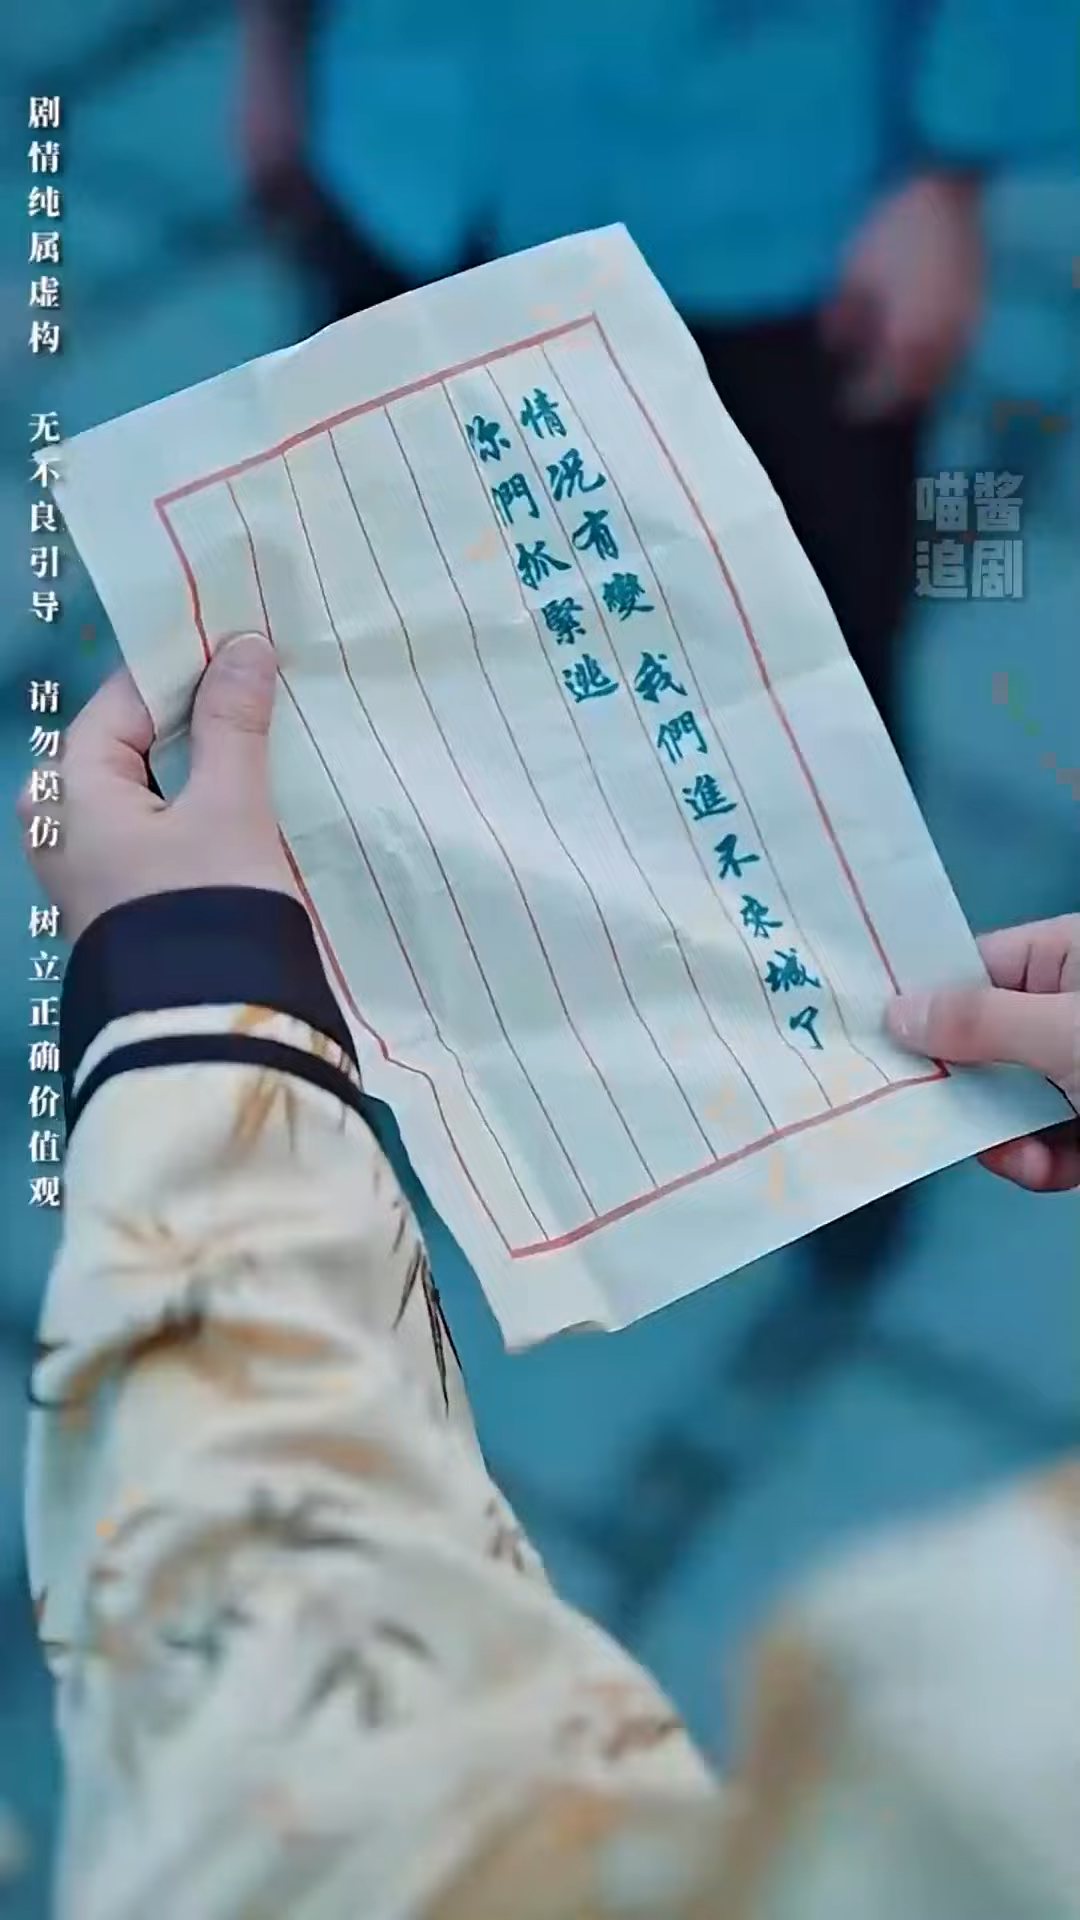 剧情纯属虚构 无不良引导 请勿模仿 树立正确价值观
情況有變 我們進不來城了
你們抓緊逃
喵酱
追剧